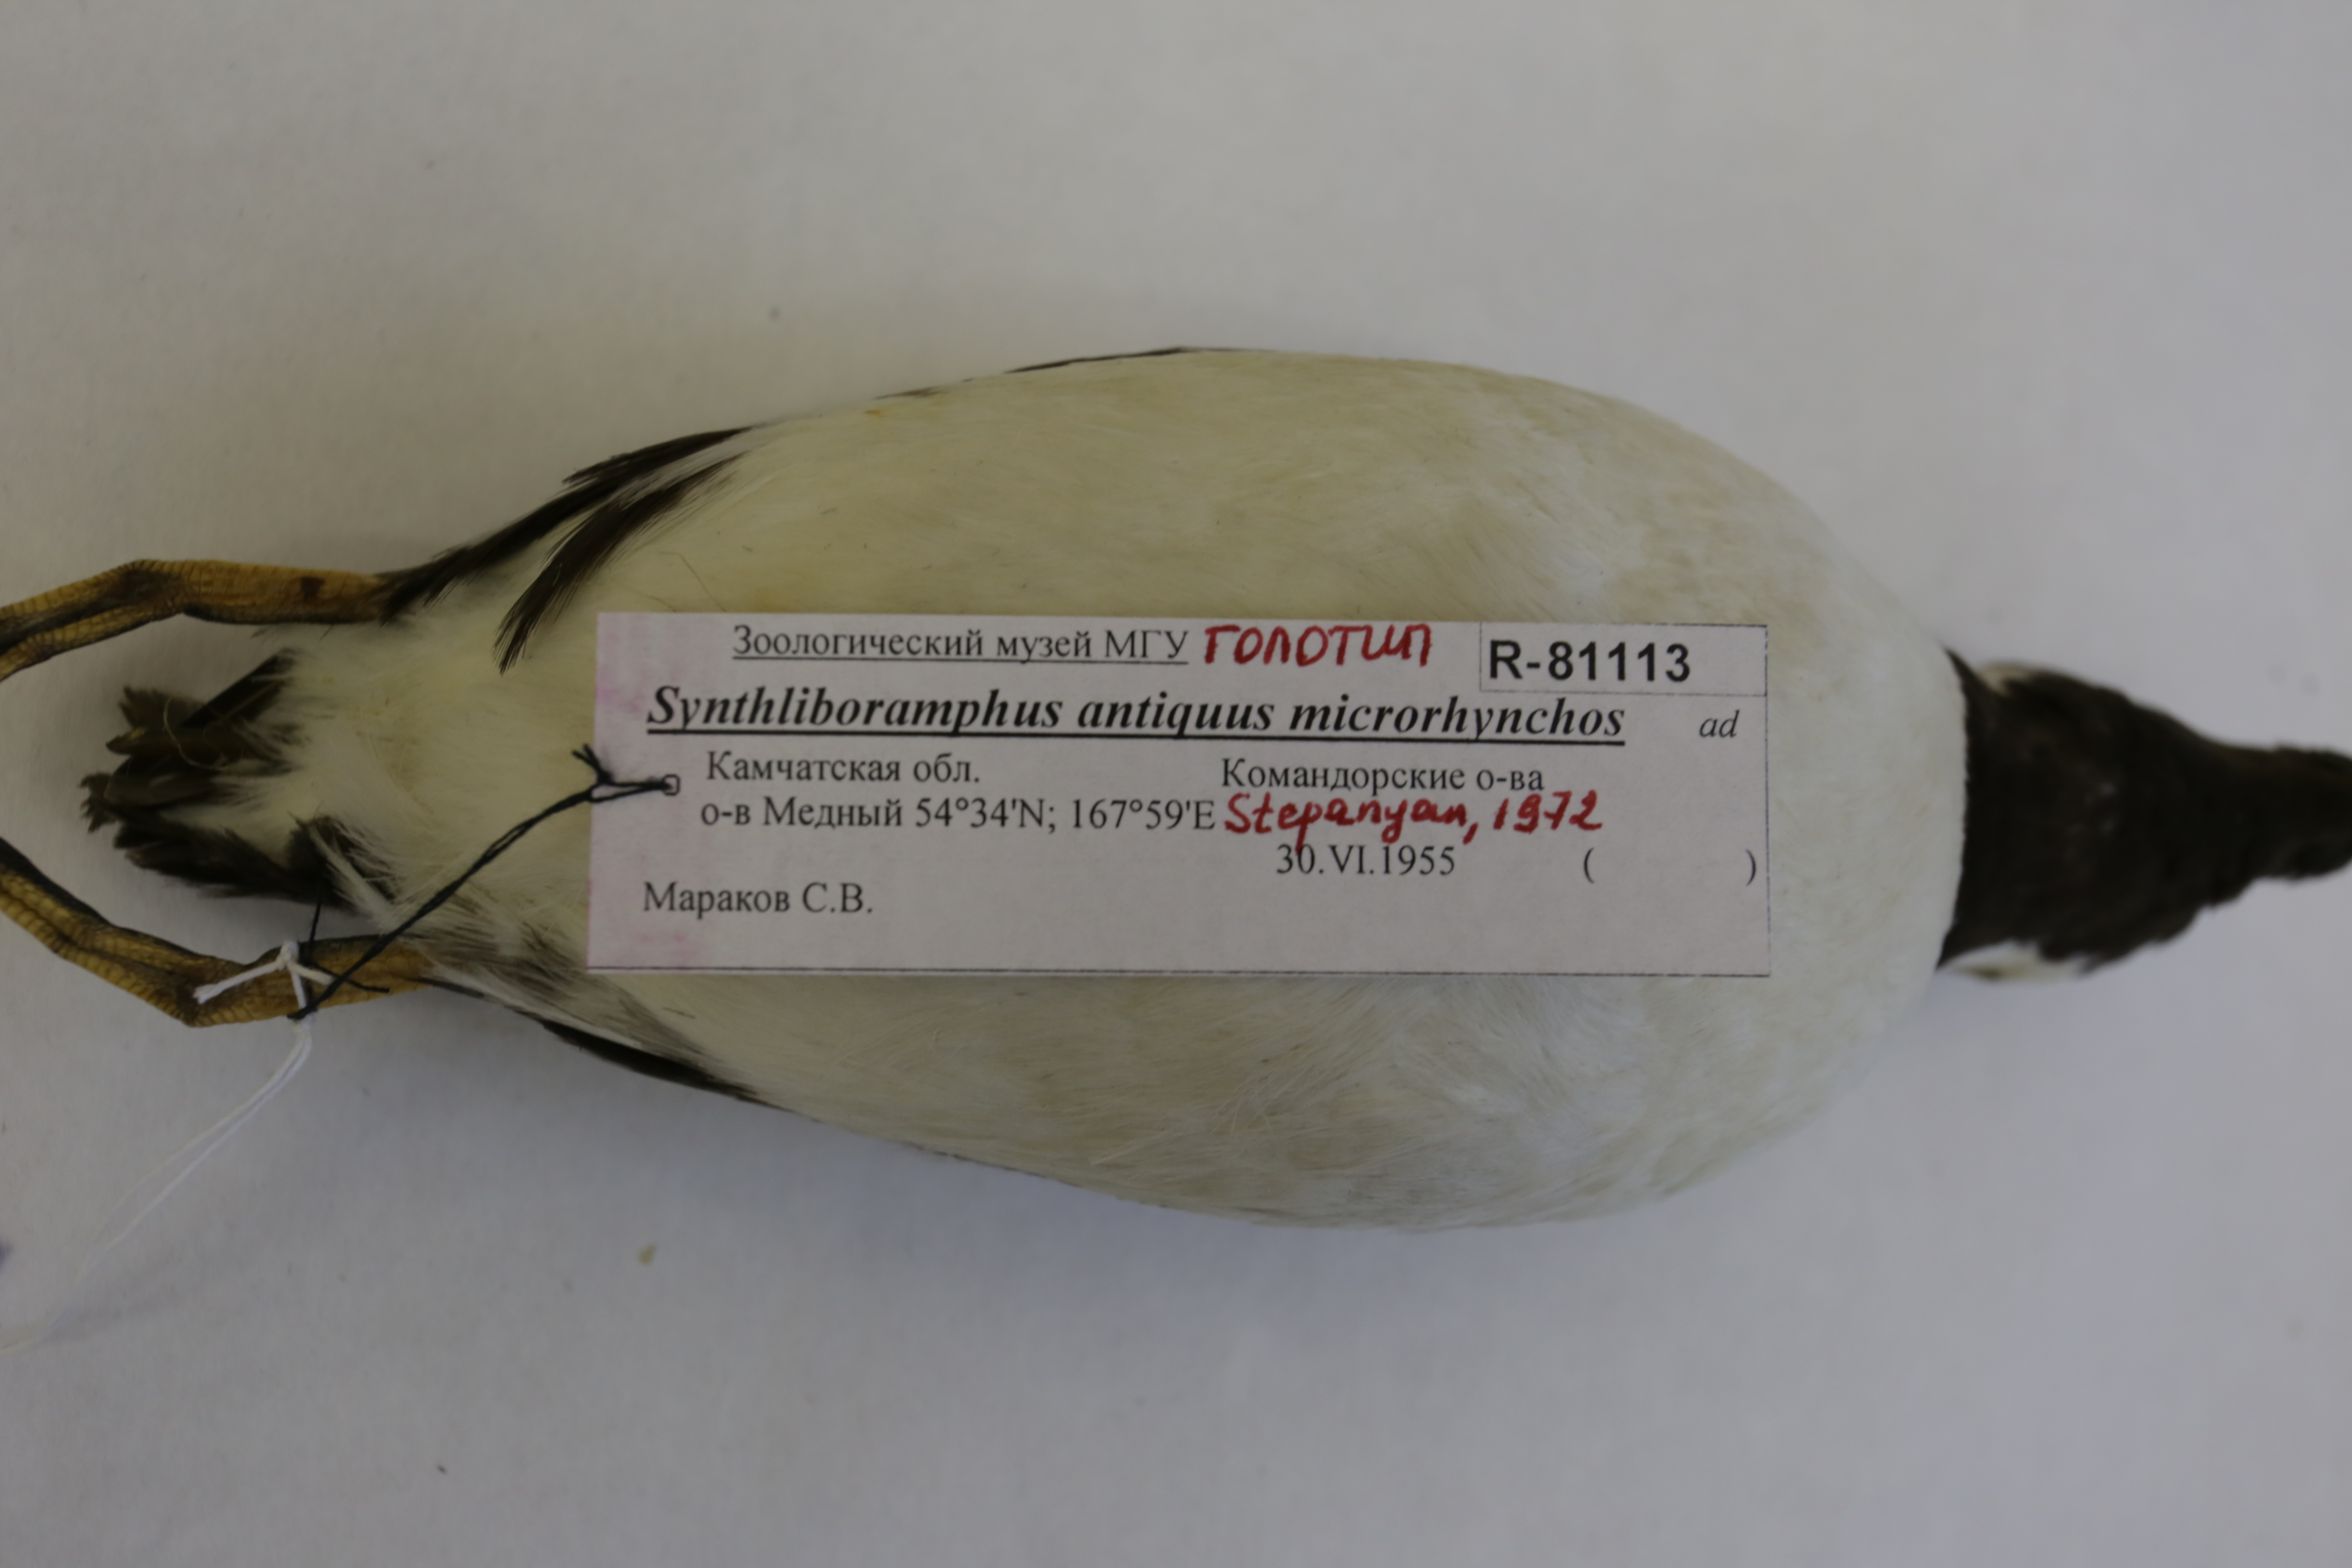 Зоологический музей МГУ ГОЛОТИП R-81113
Synthliboramphus antiquus microrhynchos ad
Камчатская обл. Командорские о-ва
о-в Медный 54°34'N; 167°59'E Stepanyan, 1972
30.VI.1955 ( )
Мараков С.В.